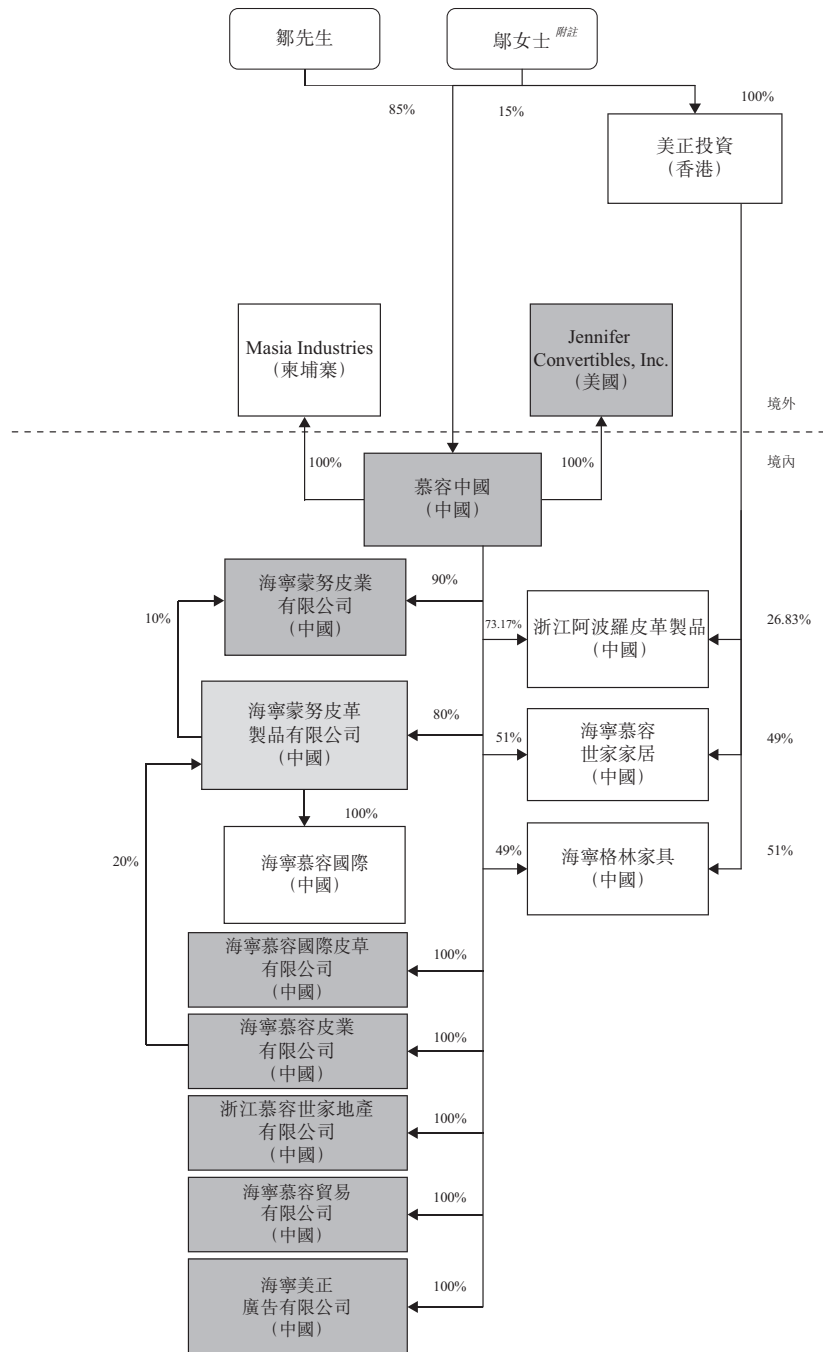 鄒先生
鄔女士 附註
85%
15%
100%
美正投資
（香港）
Masia Industries
（柬埔寨）
Jennifer
Convertibles, Inc.
（美國）
境外
境內
100%
100%
慕容中國
（中國）
海寧蒙努皮業
有限公司
（中國）
90%
10%
73.17%
浙江阿波羅皮革製品
（中國）
26.83%
海寧蒙努皮革
製品有限公司
（中國）
80%
51%
海寧慕容
世家家居
（中國）
49%
100%
20%
海寧慕容國際
（中國）
49%
海寧格林家具
（中國）
51%
海寧慕容國際皮草
有限公司
（中國）
100%
海寧慕容皮業
有限公司
（中國）
100%
浙江慕容世家地產
有限公司
（中國）
100%
海寧慕容貿易
有限公司
（中國）
100%
海寧美正
廣告有限公司
（中國）
100%